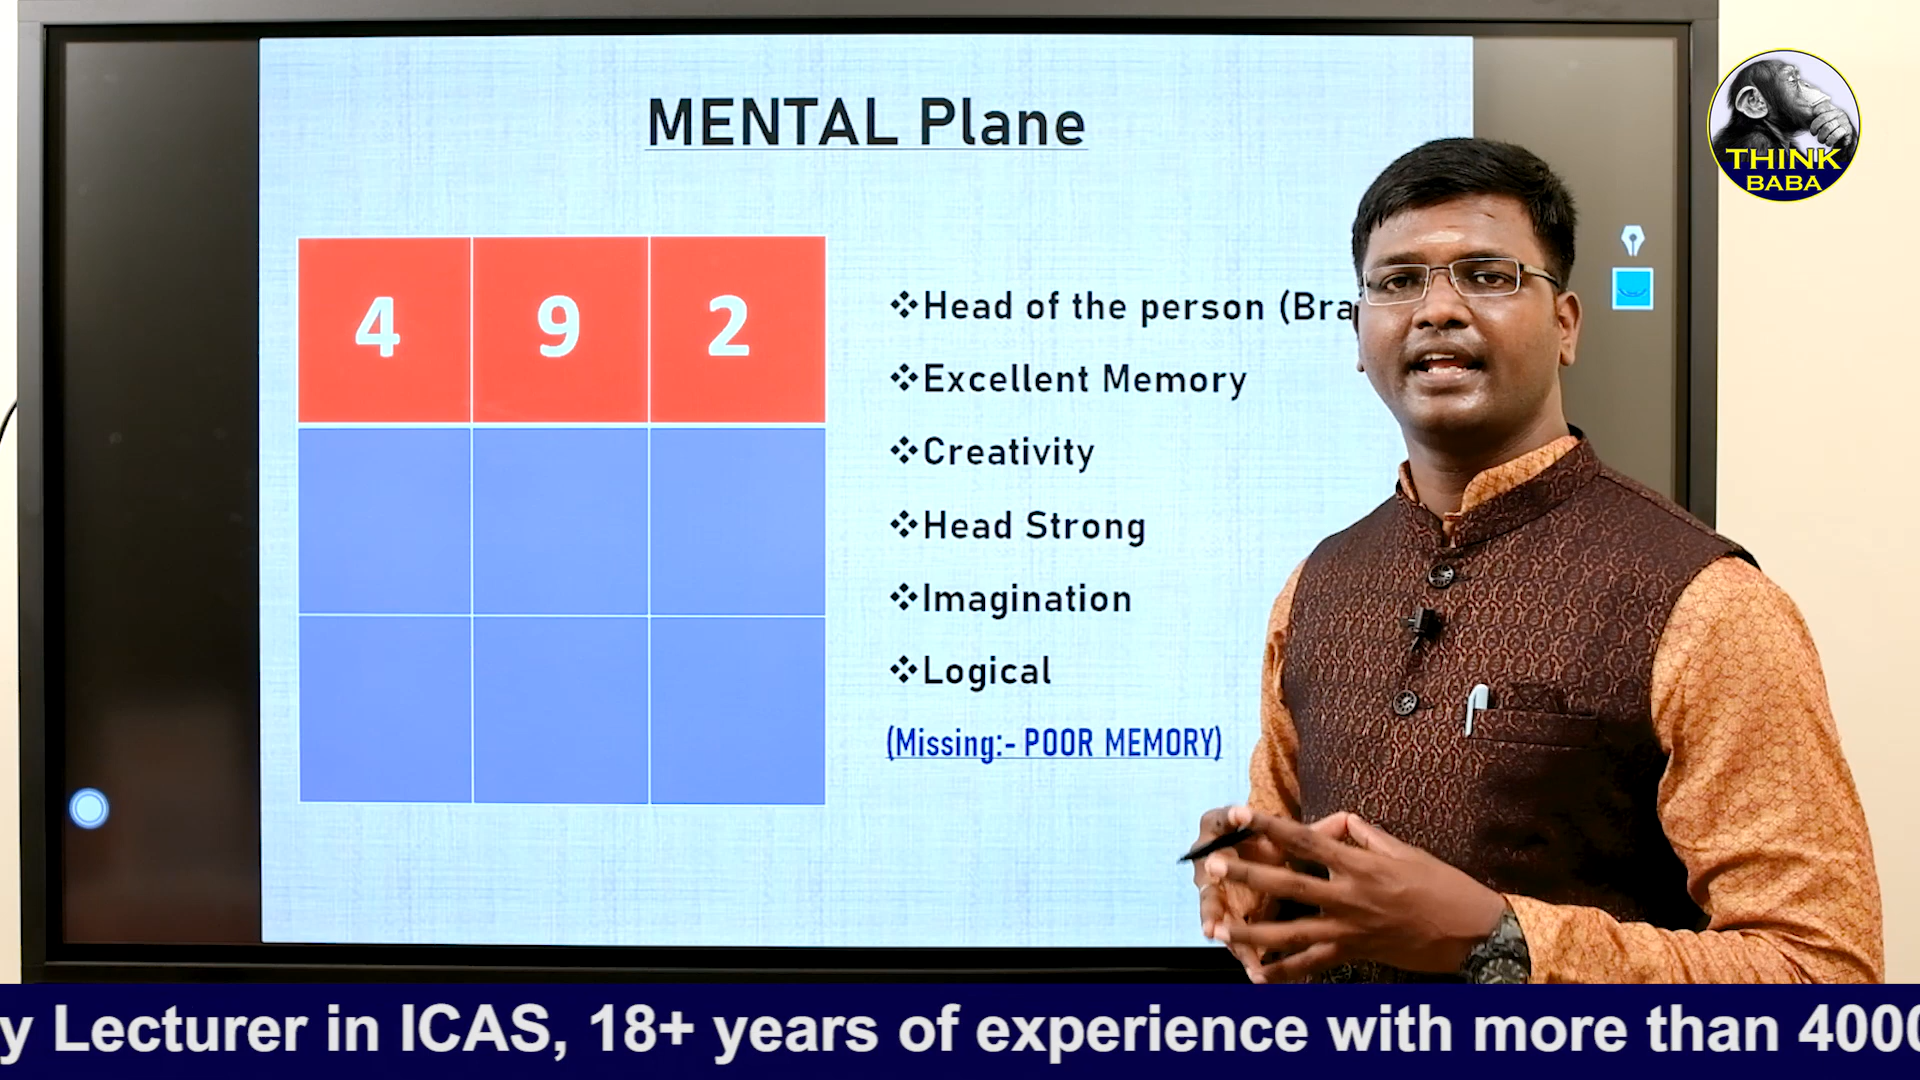 MENTAL Plane
THINK
BABA
4 9 2
❖Head of the person (Bra
❖Excellent Memory
❖Creativity
❖Head Strong
❖Imagination
❖Logical
(Missing:- POOR MEMORY)
y Lecturer in ICAS, 18+ years of experience with more than 4000